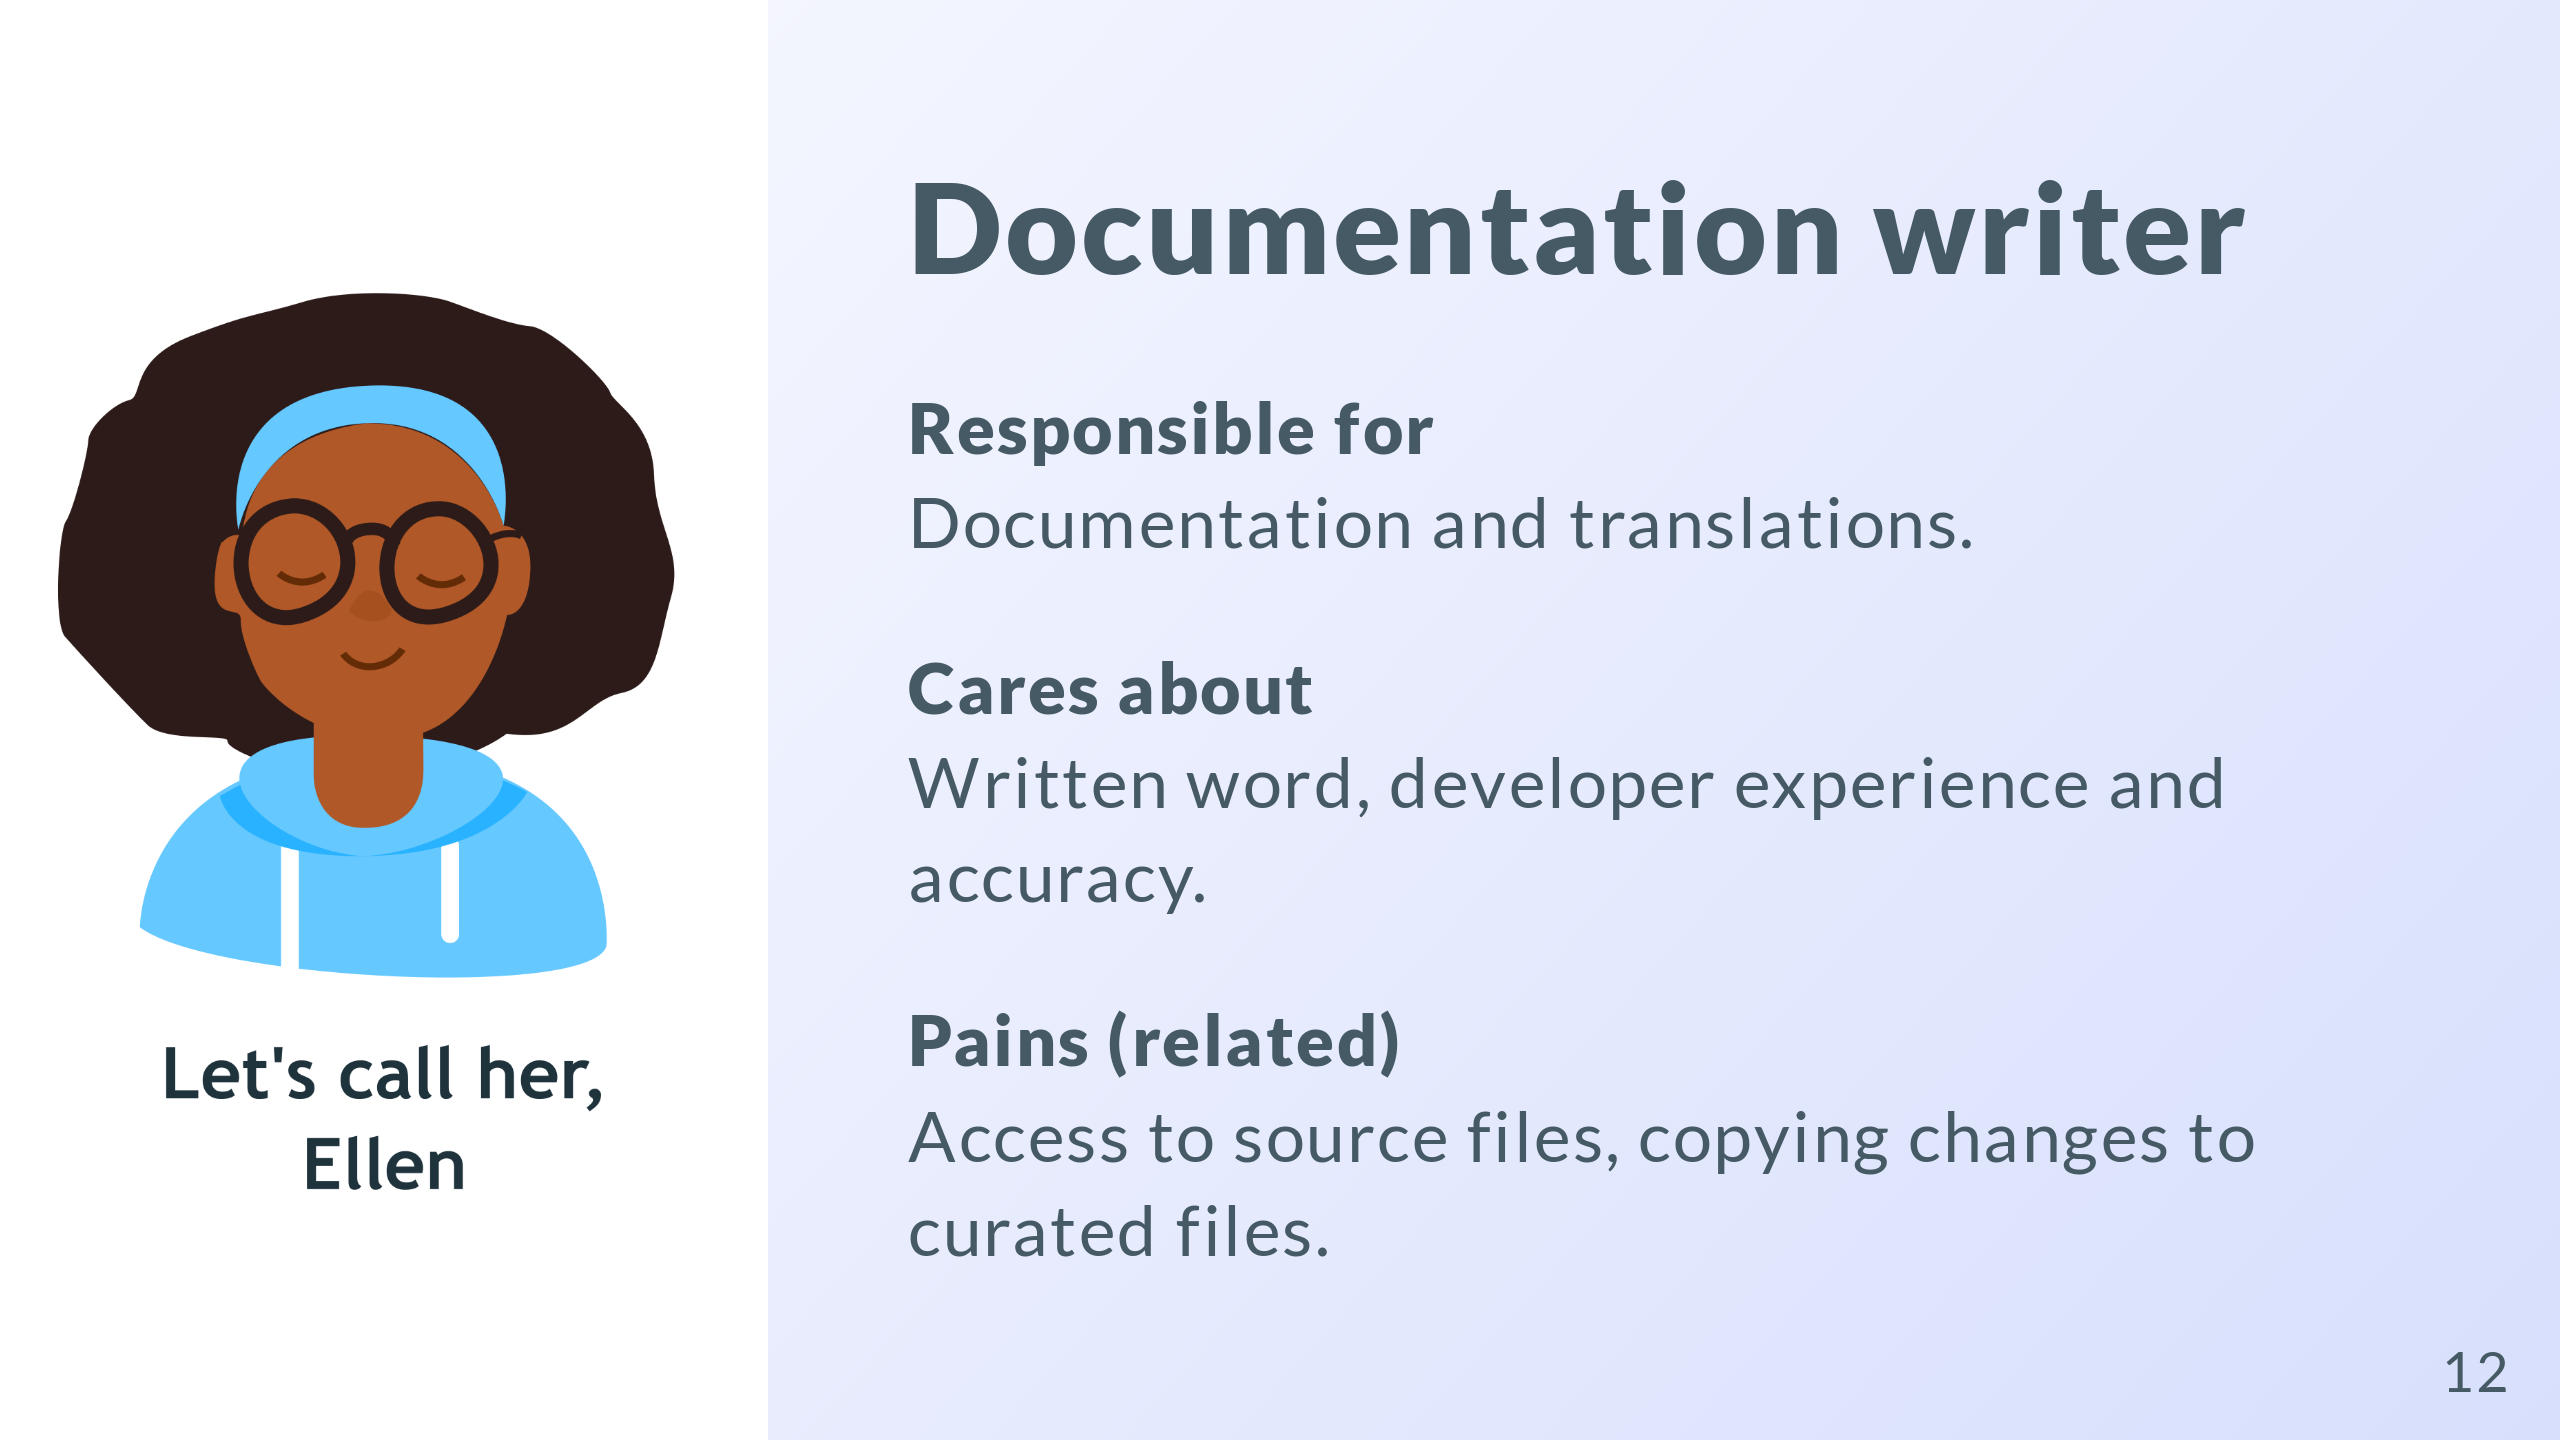 Let's call her,
Ellen
Documentation writer
Responsible for
Documentation and translations.
Cares about
Written word, developer experience and
accuracy.
Pains (related)
Access to source files, copying changes to
curated files.
12